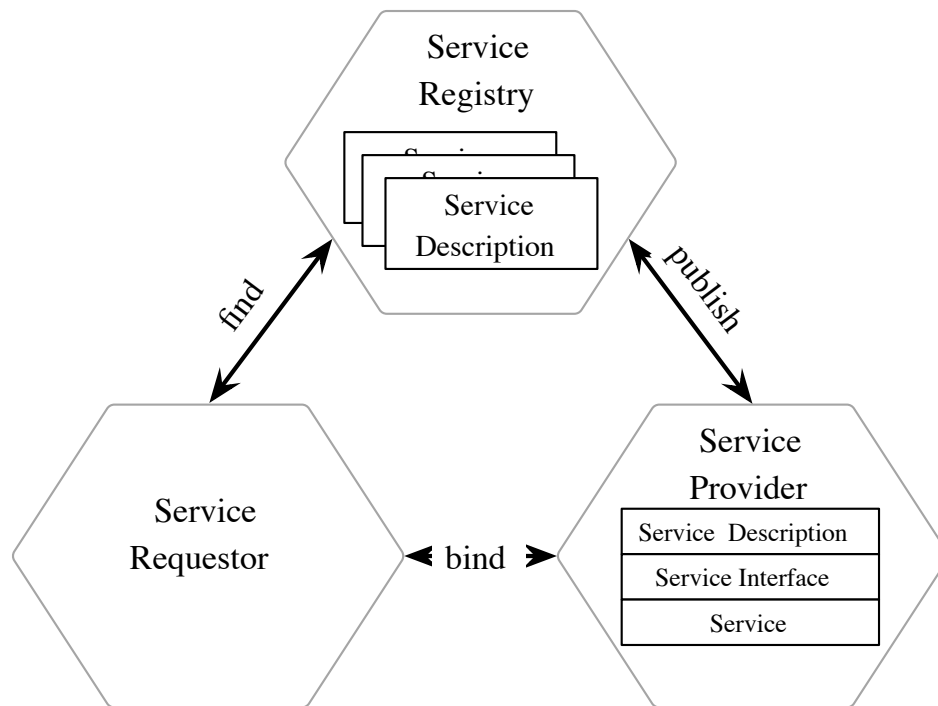 Service
Registry
Service
Description
find
publish
Service
Requestor
bind
Service
Provider
Service Description
Service Interface
Service